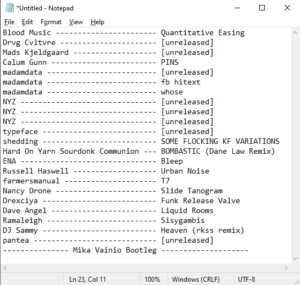 *Untitled - Notepad
File Edit Format View Help
Blood Music ---------------------- Quantitative Easing
Drvg Cvltvre --------------------- [unreleased]
Mads Kjeldgaard ------------------ [unreleased]
Calum Gunn ----------------------- PINS
madamdata ------------------------ [unreleased]
madamdata ------------------------ fb hitext
madamdata ------------------------ whose
NYZ ------------------------------ [unreleased]
NYZ ------------------------------ [unreleased]
NYZ ------------------------------ [unreleased]
typeface ------------------------- [unreleased]
shedding ------------------------- SOME FLOCKING KF VARIATIONS
Hard On Yarn Sourdonk Communion --- BOMBASTIC (Dane Law Remix)
ENA ------------------------------ Bleep
Russell Haswell ------------------ Urban Noise
farmersmanual -------------------- T7
Nancy Drone ---------------------- Slide Tanogram
Drexciya ------------------------- Funk Release Valve
Dave Angel ----------------------- Liquid Rooms
Ramaleigh ------------------------ Sisygambis
DJ Sammy ------------------------- Heaven (rkss remix)
pantea --------------------------- [unreleased]
--------------- Mika Vainio Bootleg --------------------
Ln 23, Col 11 100% Windows (CRLF) UTF-8